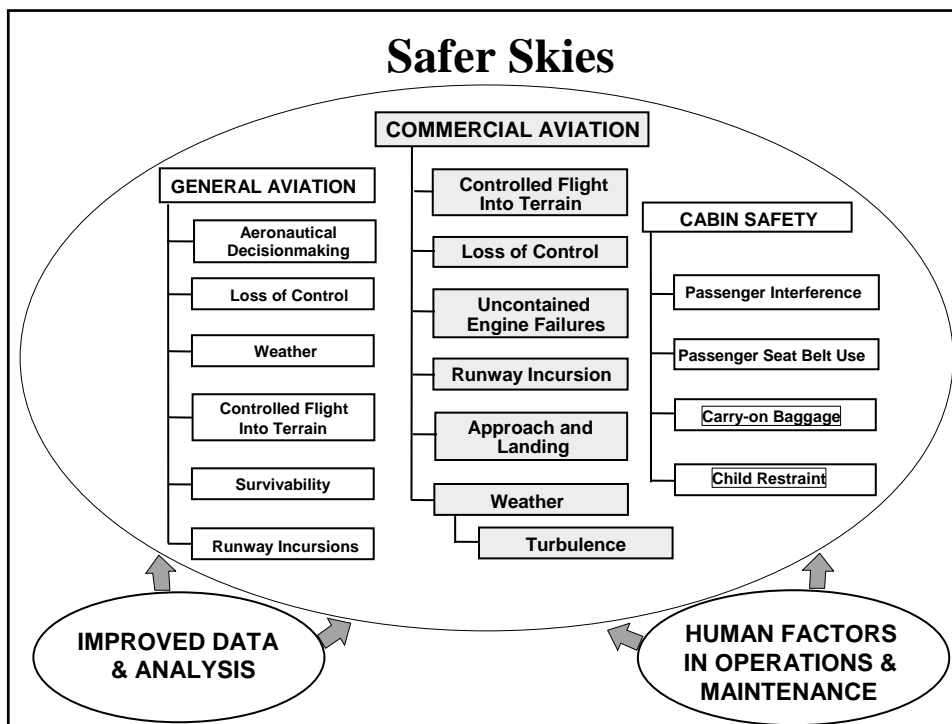 Safer Skies
COMMERCIAL AVIATION
Controlled Flight
Into Terrain
Loss of Control
Uncontained
Engine Failures
Runway Incursion
Approach and
Landing
Weather
Turbulence
GENERAL AVIATION
Aeronautical
Decisionmaking
Loss of Control
Weather
Controlled Flight
Into Terrain
Survivability
Runway Incursions
CABIN SAFETY
Passenger Interference
Passenger Seat Belt Use
Carry-on Baggage
Child Restraint
IMPROVED DATA
& ANALYSIS
HUMAN FACTORS
IN OPERATIONS &
MAINTENANCE